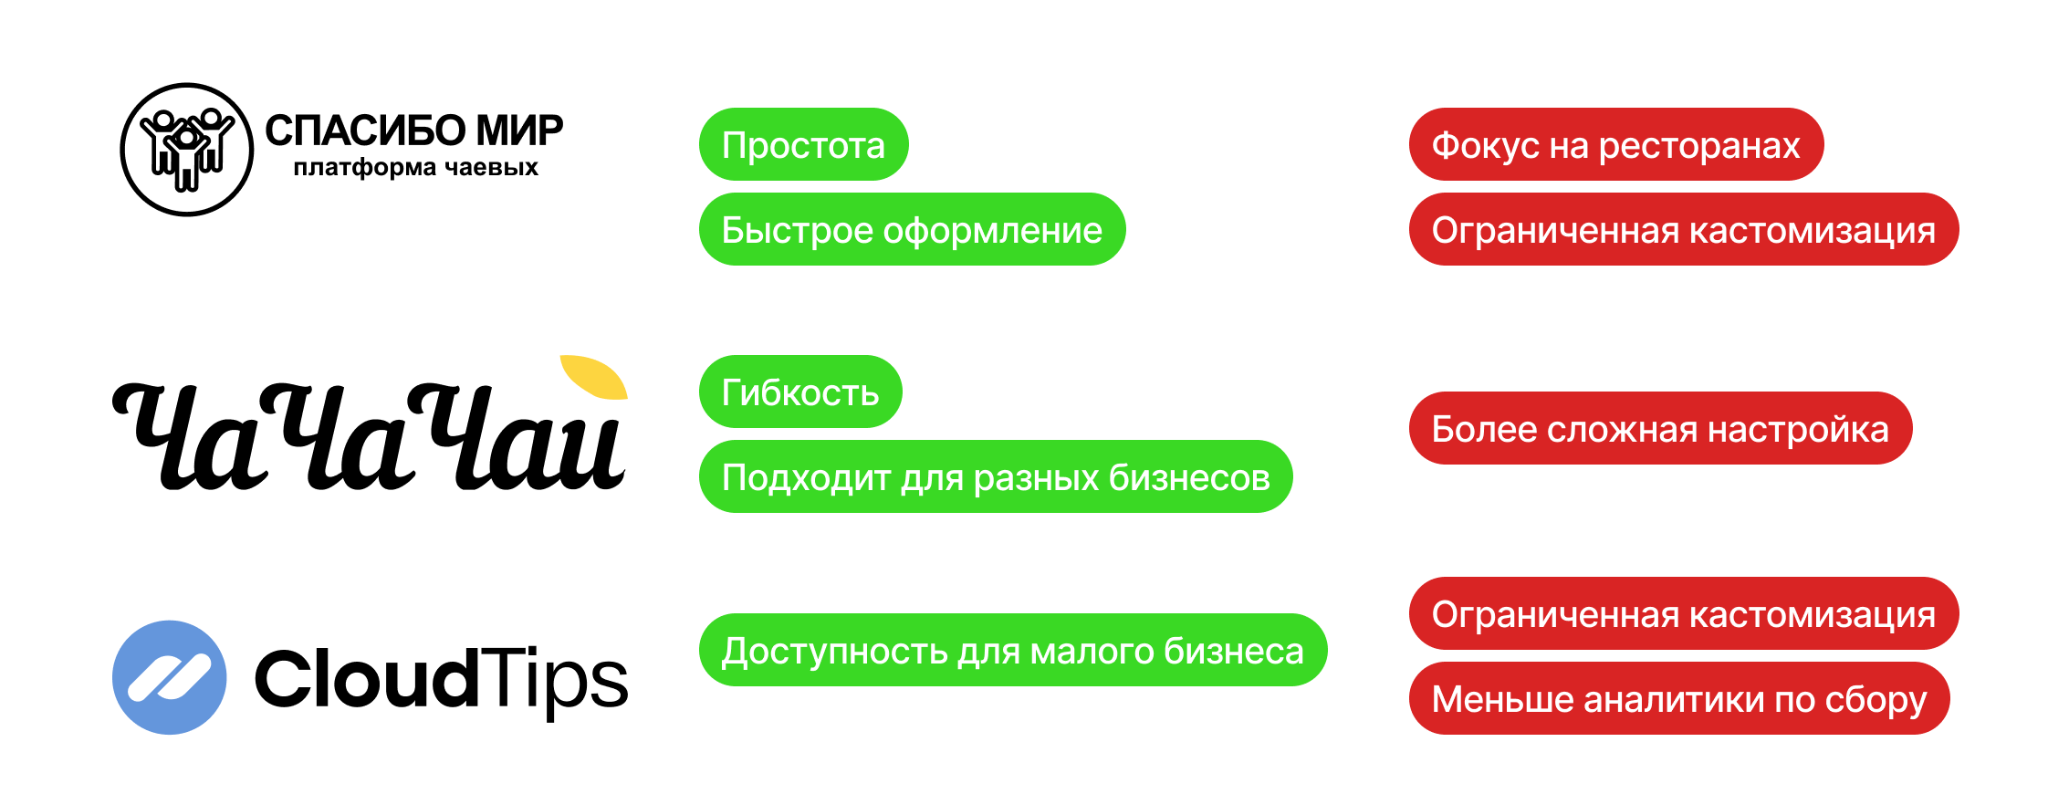 СПАСИБО МИР
платформа чаевых
Простота
Быстрое оформление
Фокус на ресторанах
Ограниченная кастомизация
ЧаЧаЧай
Гибкость
Подходит для разных бизнесов
Более сложная настройка
CloudTips
Доступность для малого бизнеса
Ограниченная кастомизация
Меньше аналитики по сбору